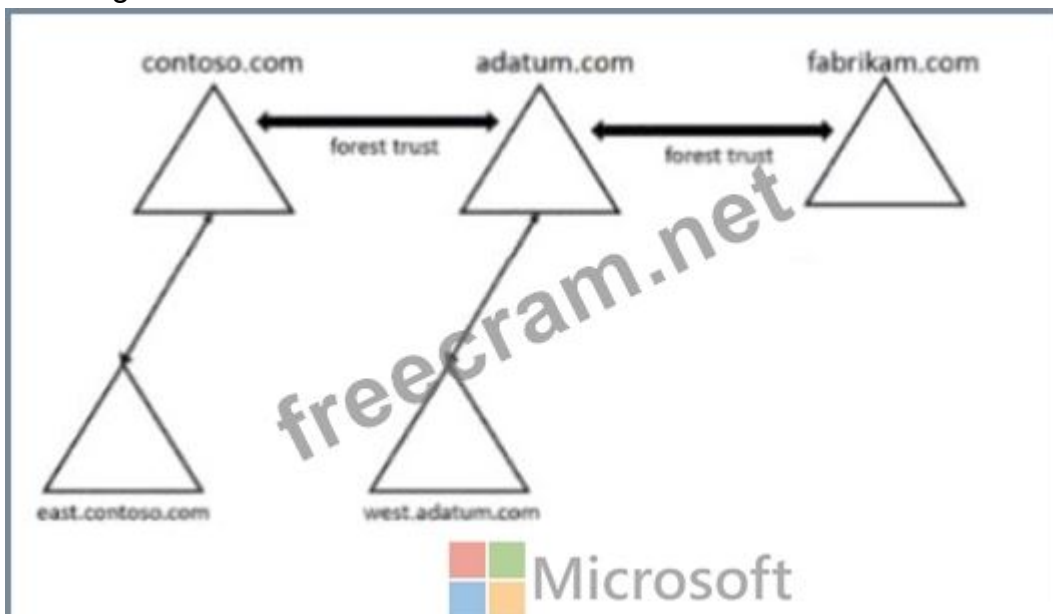 contoso.com adatum.com fabrikam.com
forest trust forest trust
freecram.net
east.contoso.com west.adatum.com
Microsoft